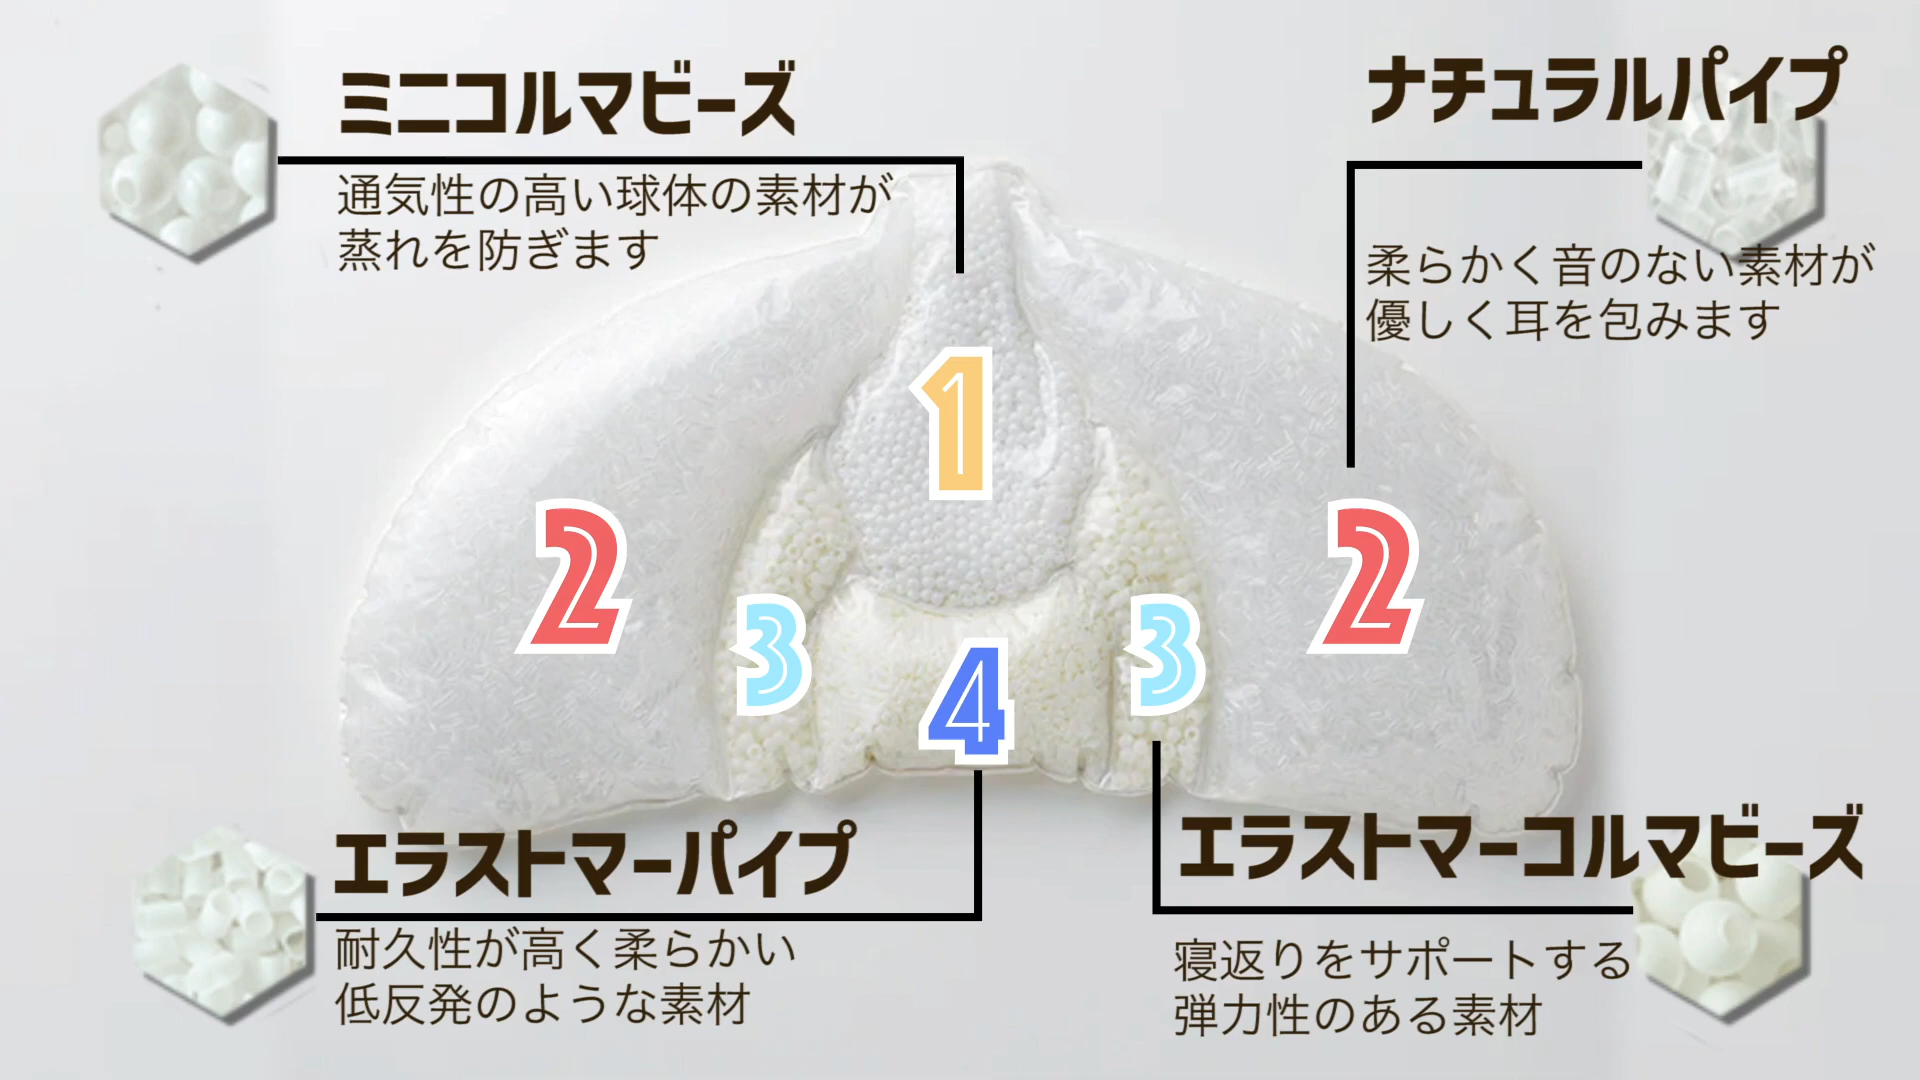 ミニコルマビーズ
通気性の高い球体の素材が
蒸れを防ぎます
ナチュラルパイプ
柔らかく音のない素材が
優しく耳を包みます
1
2
2
3
3
4
エラストマーパイプ
耐久性が高く柔らかい
低反発のような素材
エラストマーコルマビーズ
寝返りをサポートする
弾力性のある素材